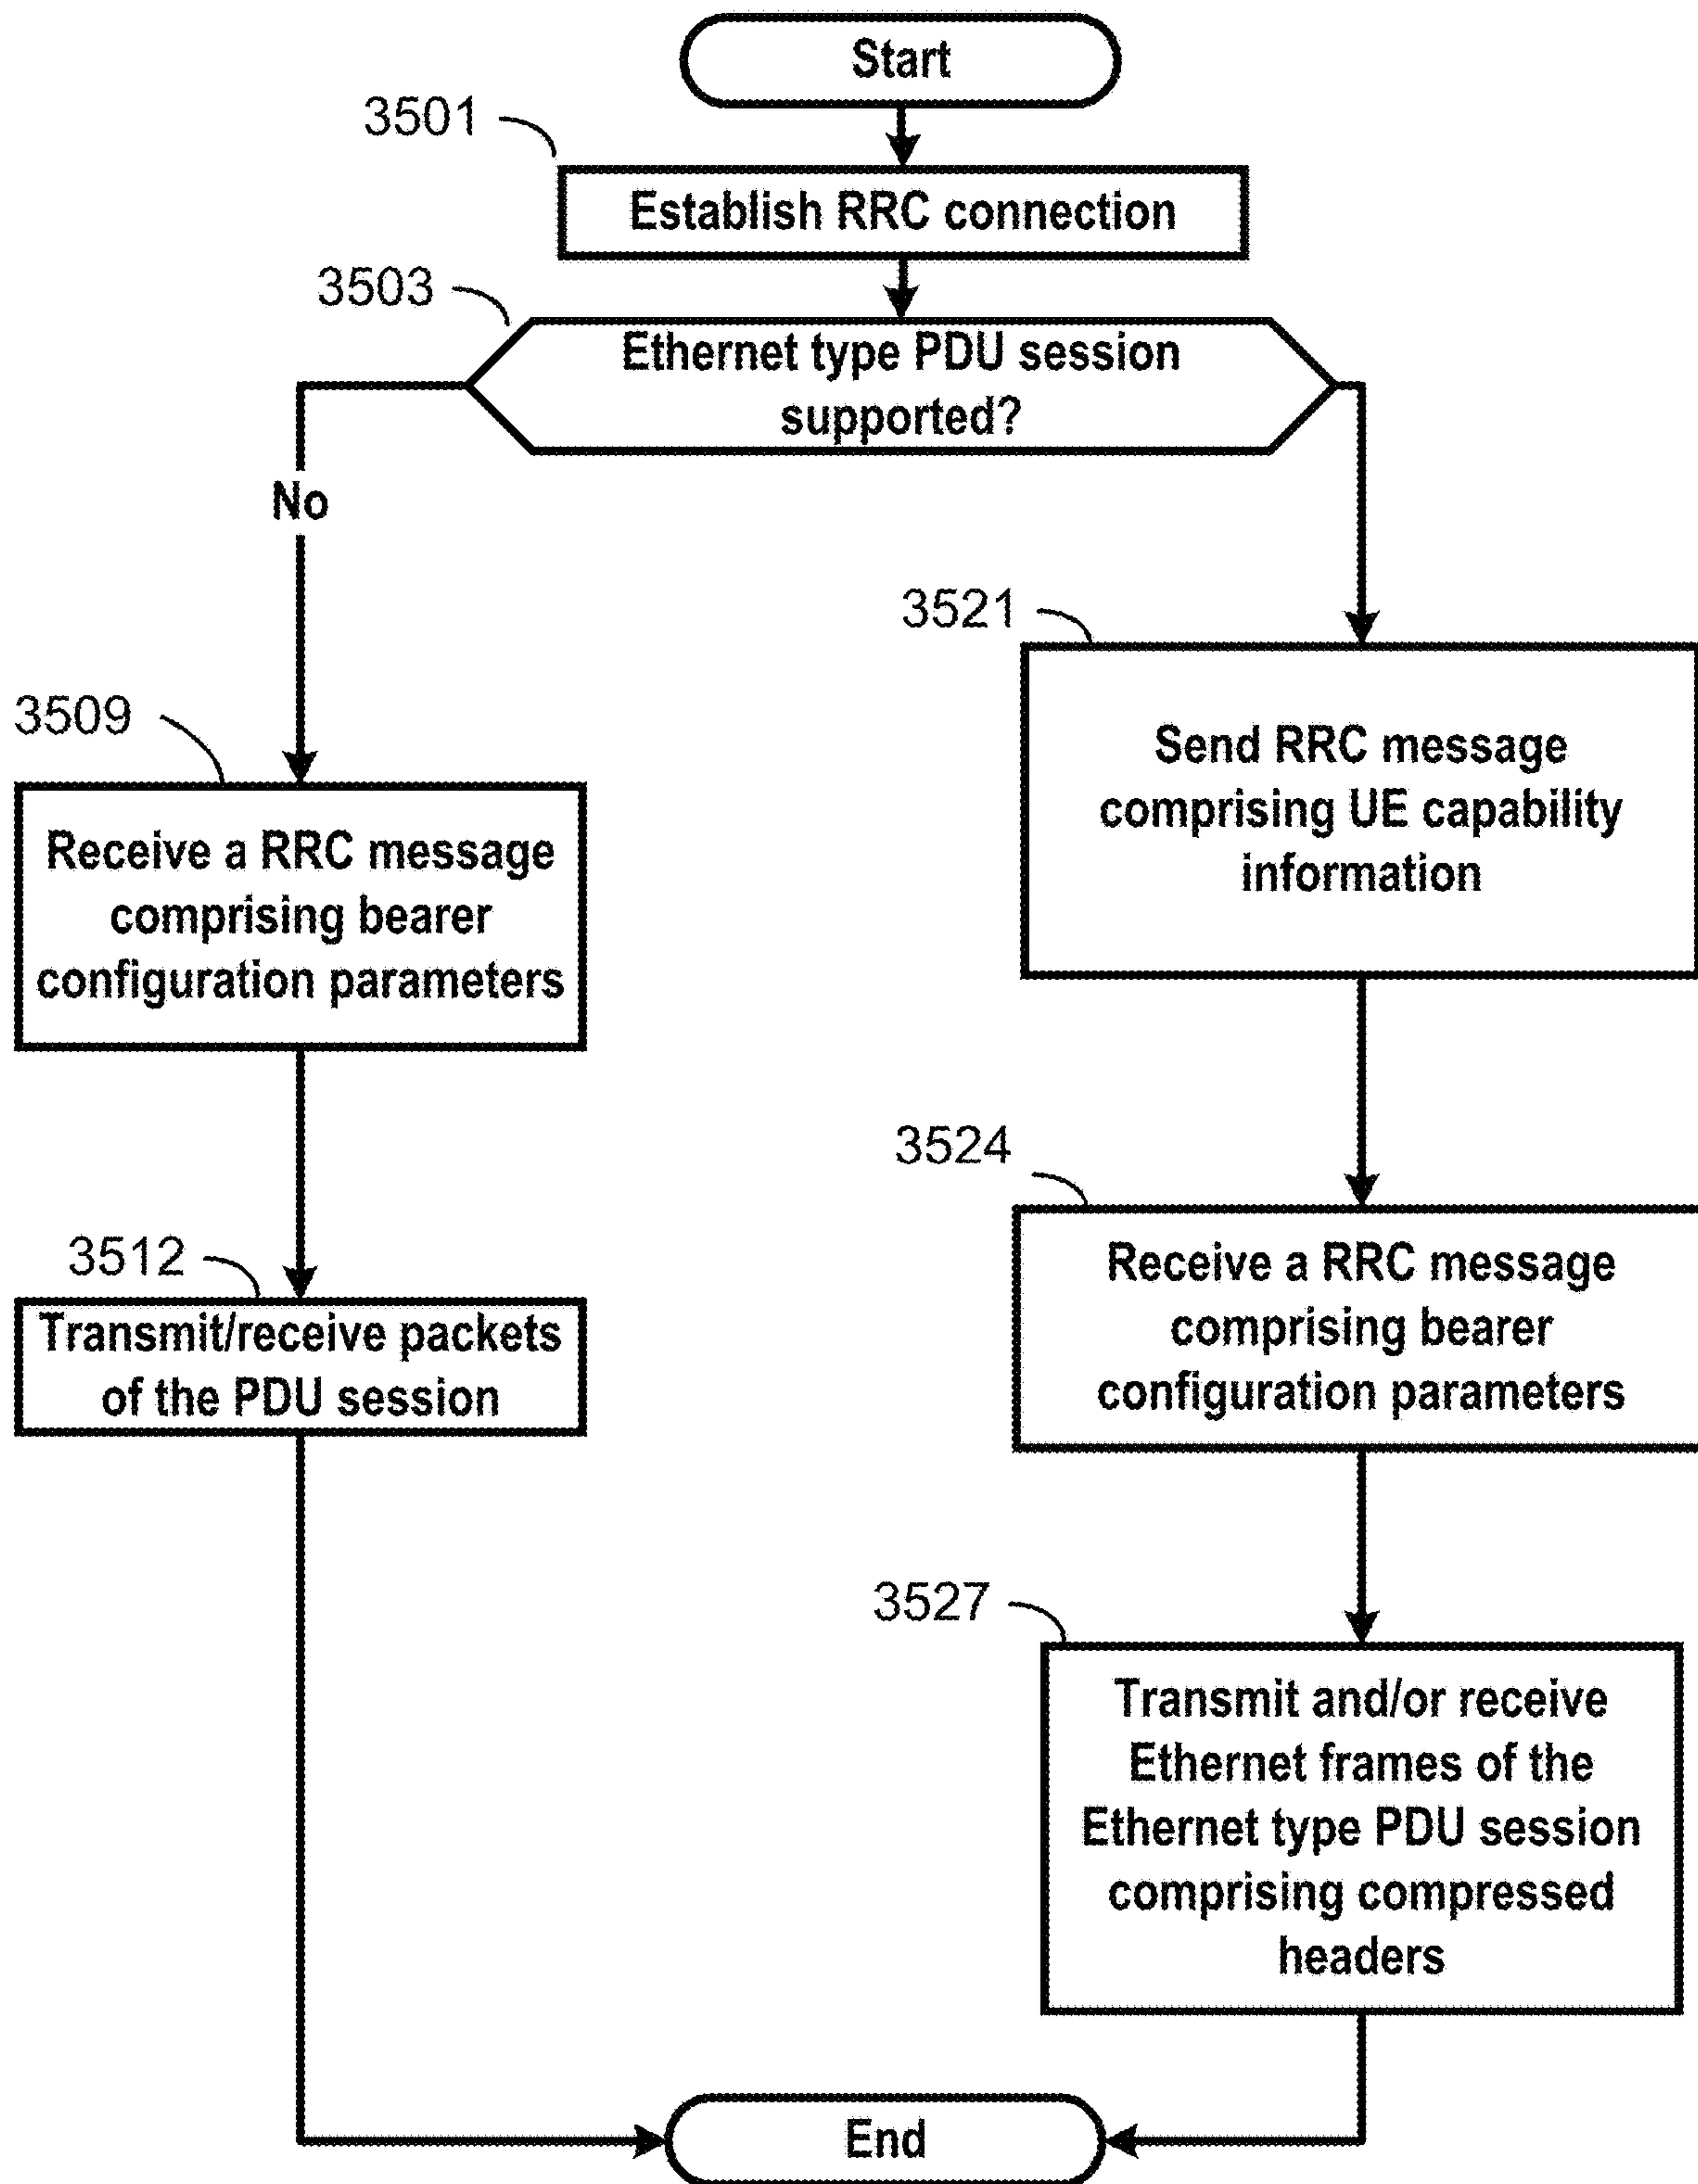 Start
3501
Establish RRC connection
3503
Ethernet type PDU session
supported?
No
3509
Receive a RRC message
comprising bearer
configuration parameters
3512
Transmit/receive packets
of the PDU session
3521
Send RRC message
comprising UE capability
information
3524
Receive a RRC message
comprising bearer
configuration parameters
3527
Transmit and/or receive
Ethernet frames of the
Ethernet type PDU session
comprising compressed
headers
End